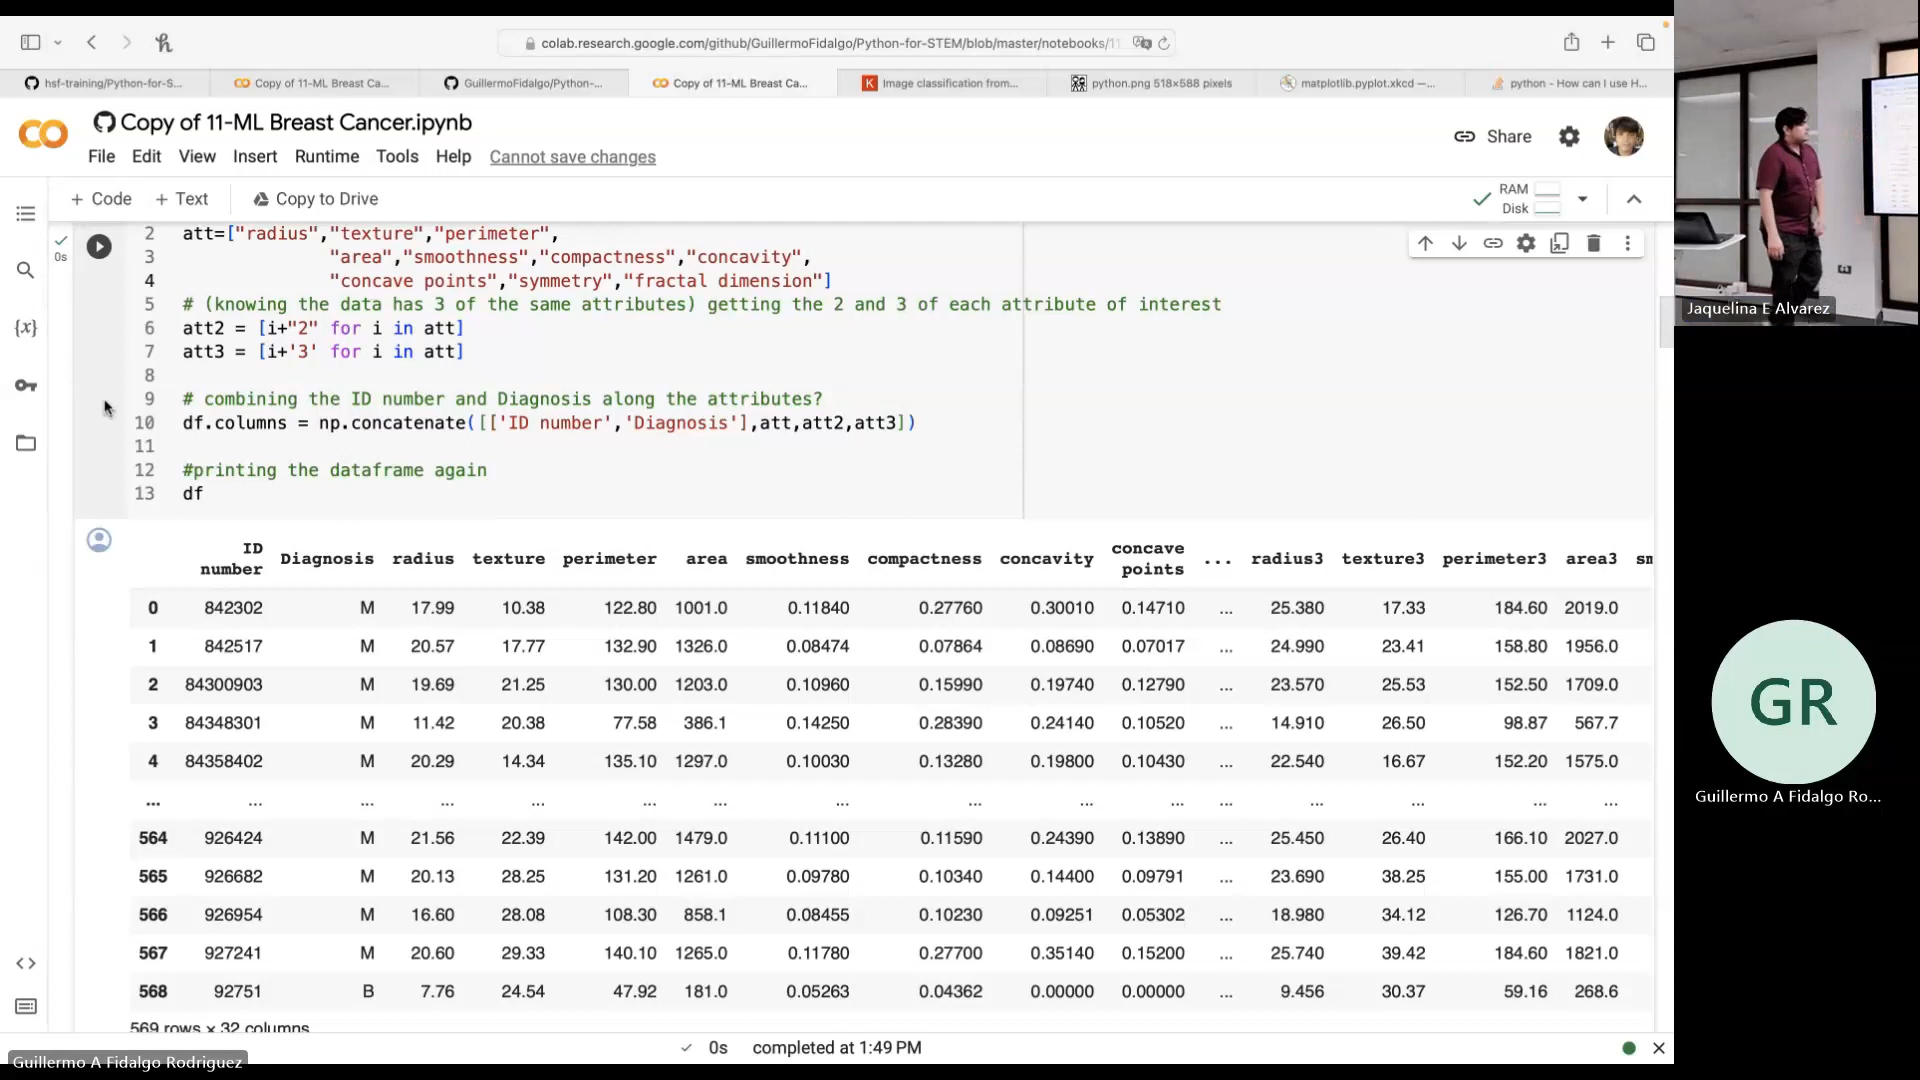 colab.research.google.com/github/GuillermoFidalgo/Python-for-STEM/blob/master/notebooks/11
hsf-training/Python-for-S...
Copy of 11-ML Breast Ca...
GuillermoFidalgo/Python-...
Copy of 11-ML Breast Ca...
Image classification from...
python.png 518×588 pixels
matplotlib.pyplot.xkcd —...
python - How can I use H...
Copy of 11-ML Breast Cancer.ipynb
Share
File Edit View Insert Runtime Tools Help Cannot save changes
+ Code + Text Copy to Drive
RAM
Disk
0s
2 att=["radius","texture","perimeter",
3 "area","smoothness","compactness","concavity",
4 "concave points","symmetry","fractal dimension"]
5 # (knowing the data has 3 of the same attributes) getting the 2 and 3 of each attribute of interest
6 att2 = [i+"2" for i in att]
7 att3 = [i+'3' for i in att]
8
9 # combining the ID number and Diagnosis along the attributes?
10 df.columns = np.concatenate([['ID number','Diagnosis'],att,att2,att3])
11
12 #printing the dataframe again
13 df
ID number Diagnosis radius texture perimeter area smoothness compactness concavity concave points ... radius3 texture3 perimeter3 area3 sm
0 842302 M 17.99 10.38 122.80 1001.0 0.11840 0.27760 0.30010 0.14710 ... 25.380 17.33 184.60 2019.0
1 842517 M 20.57 17.77 132.90 1326.0 0.08474 0.07864 0.08690 0.07017 ... 24.990 23.41 158.80 1956.0
2 84300903 M 19.69 21.25 130.00 1203.0 0.10960 0.15990 0.19740 0.12790 ... 23.570 25.53 152.50 1709.0
3 84348301 M 11.42 20.38 77.58 386.1 0.14250 0.28390 0.24140 0.10520 ... 14.910 26.50 98.87 567.7
4 84358402 M 20.29 14.34 135.10 1297.0 0.10030 0.13280 0.19800 0.10430 ... 22.540 16.67 152.20 1575.0
... ... ... ... ... ... ... ... ... ... ... ... ... ... ... ...
564 926424 M 21.56 22.39 142.00 1479.0 0.11100 0.11590 0.24390 0.13890 ... 25.450 26.40 166.10 2027.0
565 926682 M 20.13 28.25 131.20 1261.0 0.09780 0.10340 0.14400 0.09791 ... 23.690 38.25 155.00 1731.0
566 926954 M 16.60 28.08 108.30 858.1 0.08455 0.10230 0.09251 0.05302 ... 18.980 34.12 126.70 1124.0
567 927241 M 20.60 29.33 140.10 1265.0 0.11780 0.27700 0.35140 0.15200 ... 25.740 39.42 184.60 1821.0
568 92751 B 7.76 24.54 47.92 181.0 0.05263 0.04362 0.00000 0.00000 ... 9.456 30.37 59.16 268.6
569 rows × 32 columns
0s completed at 1:49 PM
Guillermo A Fidalgo Rodriguez
Jaquelina E Alvarez
GR
Guillermo A Fidalgo Ro...